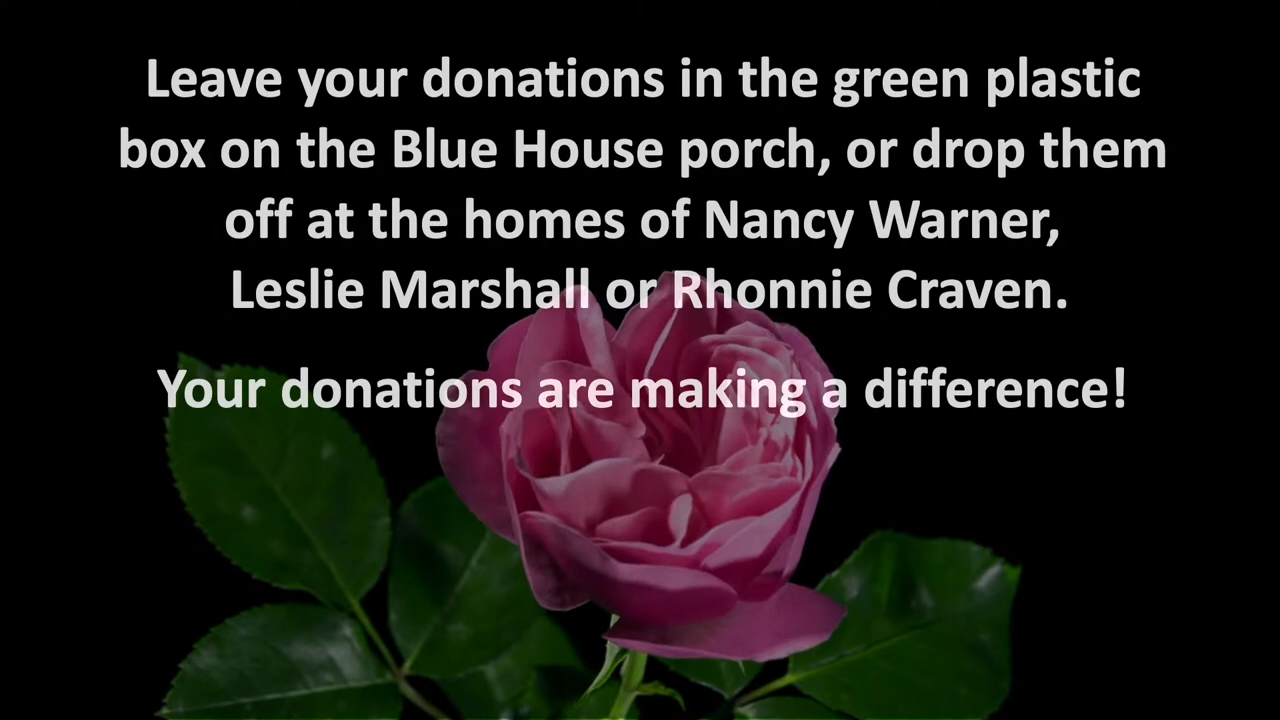 Leave your donations in the green plastic
box on the Blue House porch, or drop them
off at the homes of Nancy Warner,
Leslie Marshall or Rhonnie Craven.
Your donations are making a difference!